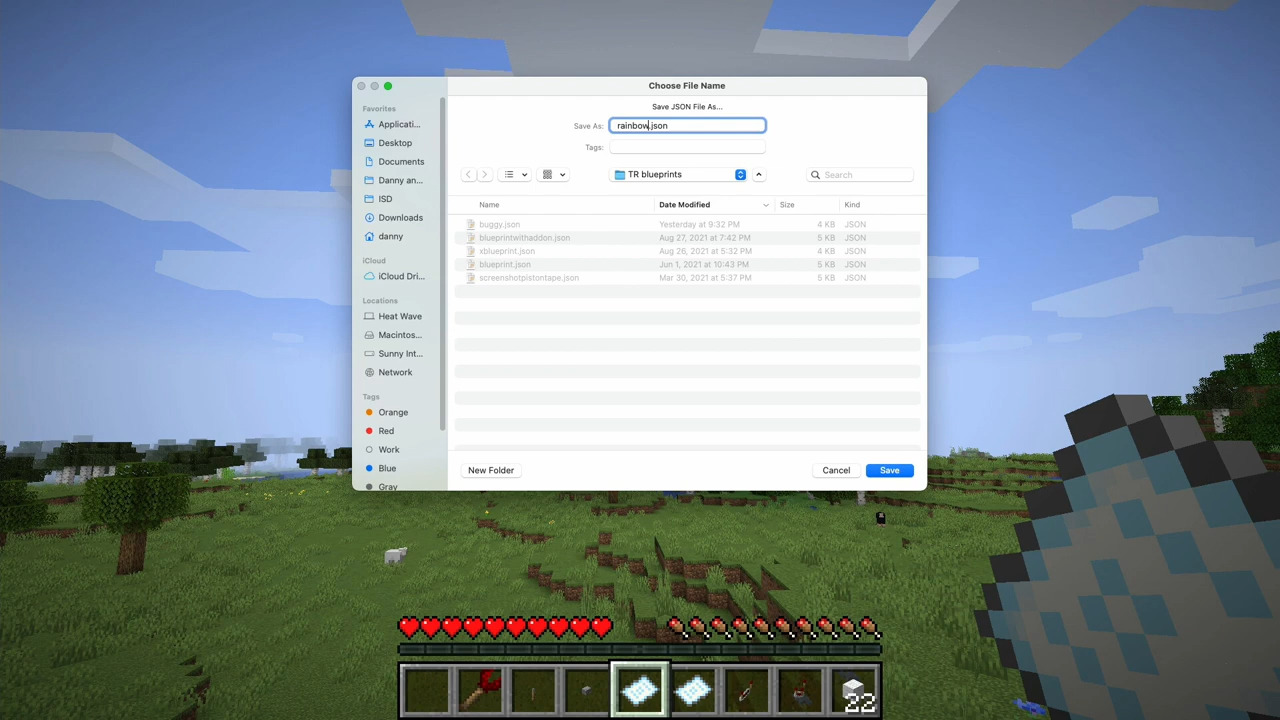 Choose File Name
Save JSON File As...
Save As: rainbow.json
Tags:
TR blueprints
Search
Favorites
Applicati...
Desktop
Documents
Danny an...
ISD
Downloads
danny
iCloud
iCloud Dri...
Locations
Heat Wave
Macintos...
Sunny Int...
Network
Tags
Orange
Red
Work
Blue
Gray
Name Date Modified Size Kind
buggy.json Yesterday at 9:32 PM 4 KB JSON
blueprintwithaddon.json Aug 27, 2021 at 7:42 PM 5 KB JSON
xblueprint.json Aug 26, 2021 at 5:32 PM 4 KB JSON
blueprint.json Jun 1, 2021 at 10:43 PM 5 KB JSON
screenshotpistontape.json Mar 30, 2021 at 5:37 PM 5 KB JSON
New Folder Cancel Save
22